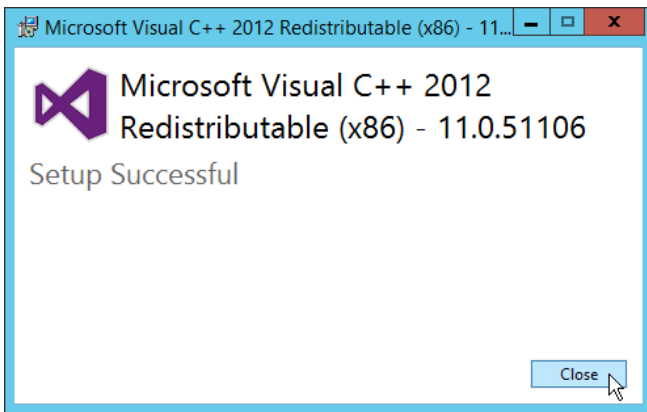 Microsoft Visual C++ 2012 Redistributable (x86) - 11...
Microsoft Visual C++ 2012
Redistributable (x86) - 11.0.51106
Setup Successful
Close